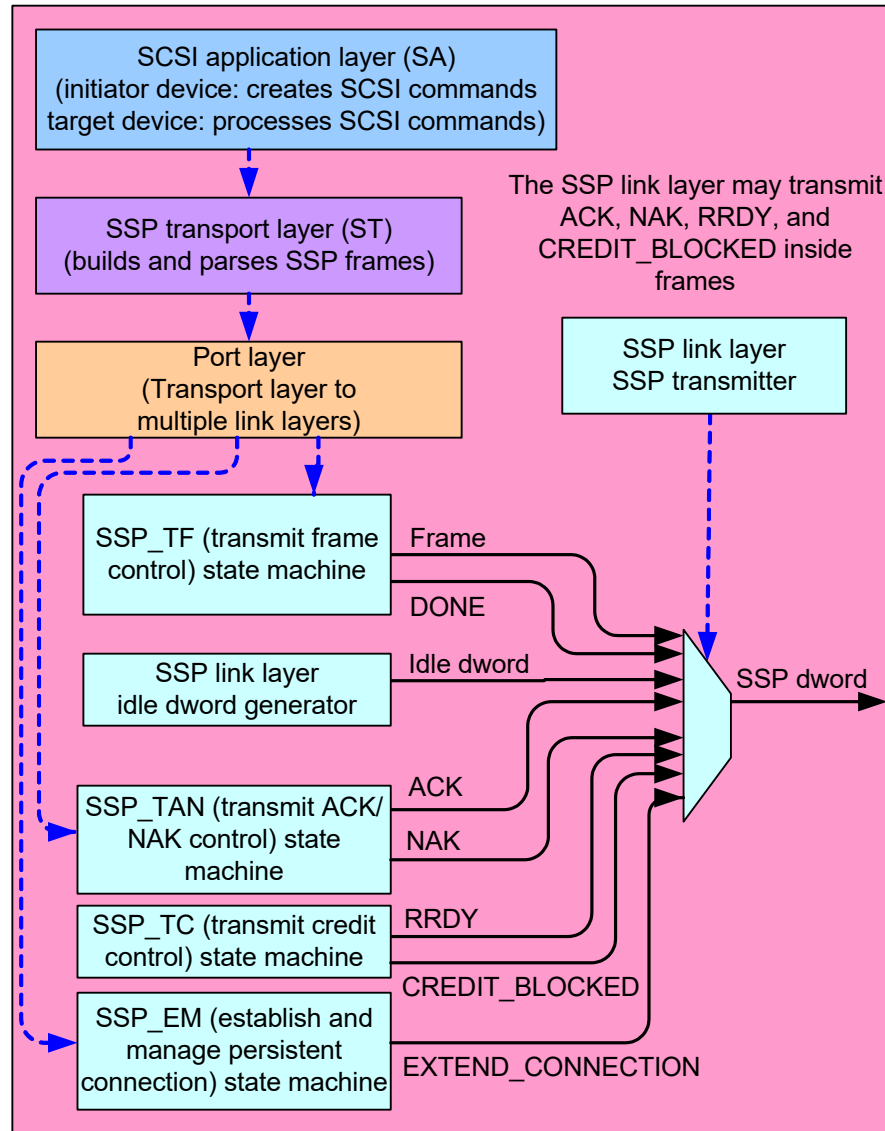 SCSI application layer (SA)
(initiator device: creates SCSI commands
target device: processes SCSI commands)
The SSP link layer may transmit
ACK, NAK, RRDY, and
CREDIT_BLOCKED inside
frames
SSP transport layer (ST)
(builds and parses SSP frames)
Port layer
(Transport layer to
multiple link layers)
SSP link layer
SSP transmitter
SSP_TF (transmit frame
control) state machine
Frame
DONE
SSP link layer
idle dword generator
Idle dword
SSP dword
SSP_TAN (transmit ACK/
NAK control) state
machine
ACK
NAK
SSP_TC (transmit credit
control) state machine
RRDY
CREDIT_BLOCKED
SSP_EM (establish and
manage persistent
connection) state machine
EXTEND_CONNECTION